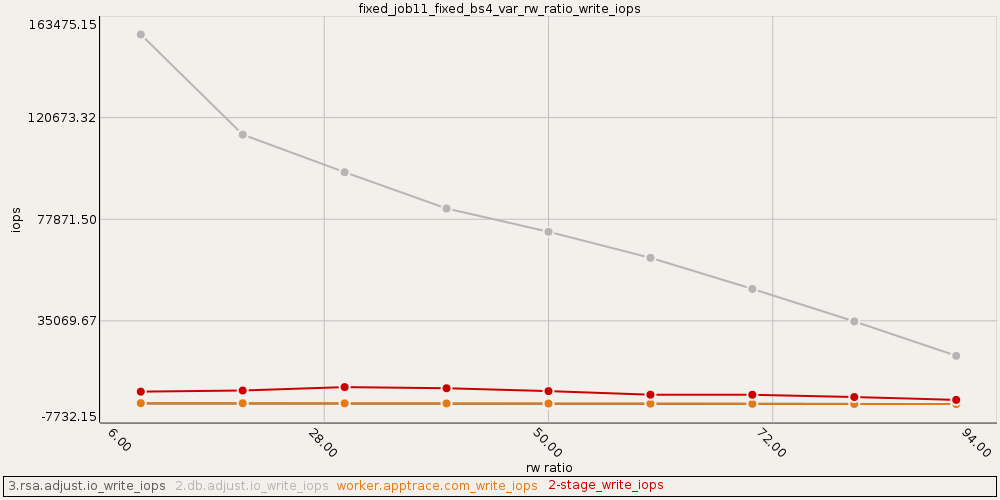 fixed_job11_fixed_bs4_var_rw_ratio_write_iops
163475.15
120673.32
77871.50
35069.67
-7732.15
iops
6.00
28.00
50.00
72.00
94.00
rw ratio
3.rsa.adjust.io_write_iops 2.db.adjust.io_write_iops worker.apptrace.com_write_iops 2-stage_write_iops